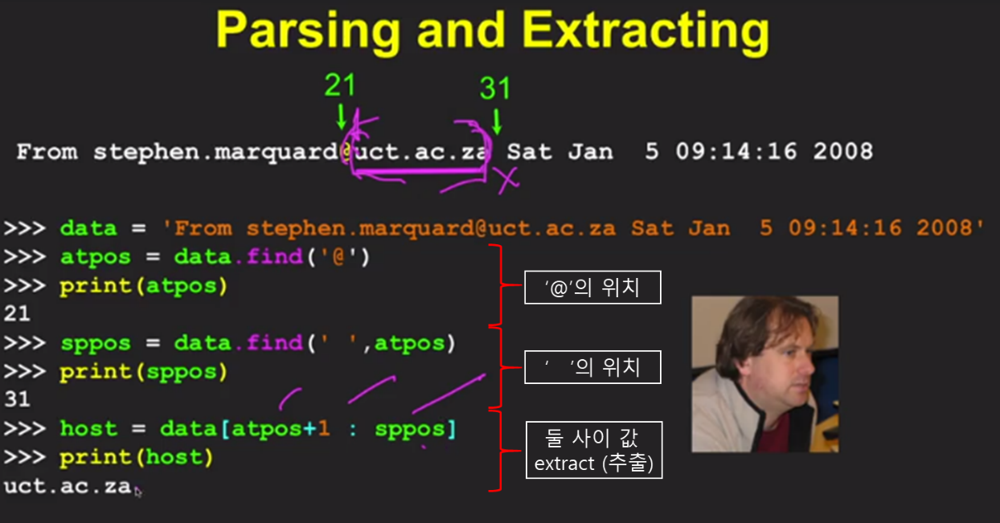 Parsing and Extracting
21 31
From stephen.marquard@uct.ac.za Sat Jan  5 09:14:16 2008
>>> data = 'From stephen.marquard@uct.ac.za Sat Jan  5 09:14:16 2008'
>>> atpos = data.find('@')
>>> print(atpos)
21
‘@’의 위치
>>> sppos = data.find(' ',atpos)
>>> print(sppos)
31
‘ ’의 위치
>>> host = data[atpos+1 : sppos]
>>> print(host)
uct.ac.za
둘 사이 값
extract (추출)